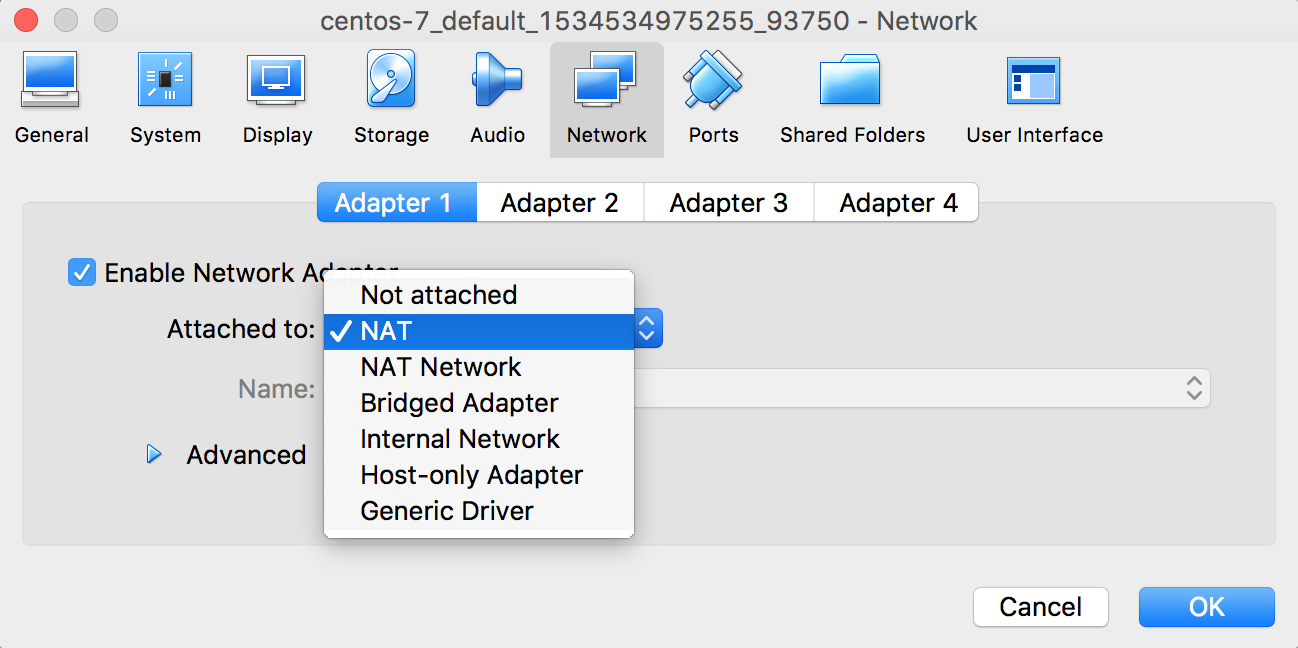 centos-7_default_1534534975255_93750 - Network
General System Display Storage Audio Network Ports Shared Folders User Interface
Adapter 1 Adapter 2 Adapter 3 Adapter 4
Enable Network Adapter
Not attached
Attached to: NAT
NAT Network
Name:
Bridged Adapter
Internal Network
Advanced
Host-only Adapter
Generic Driver
Cancel OK